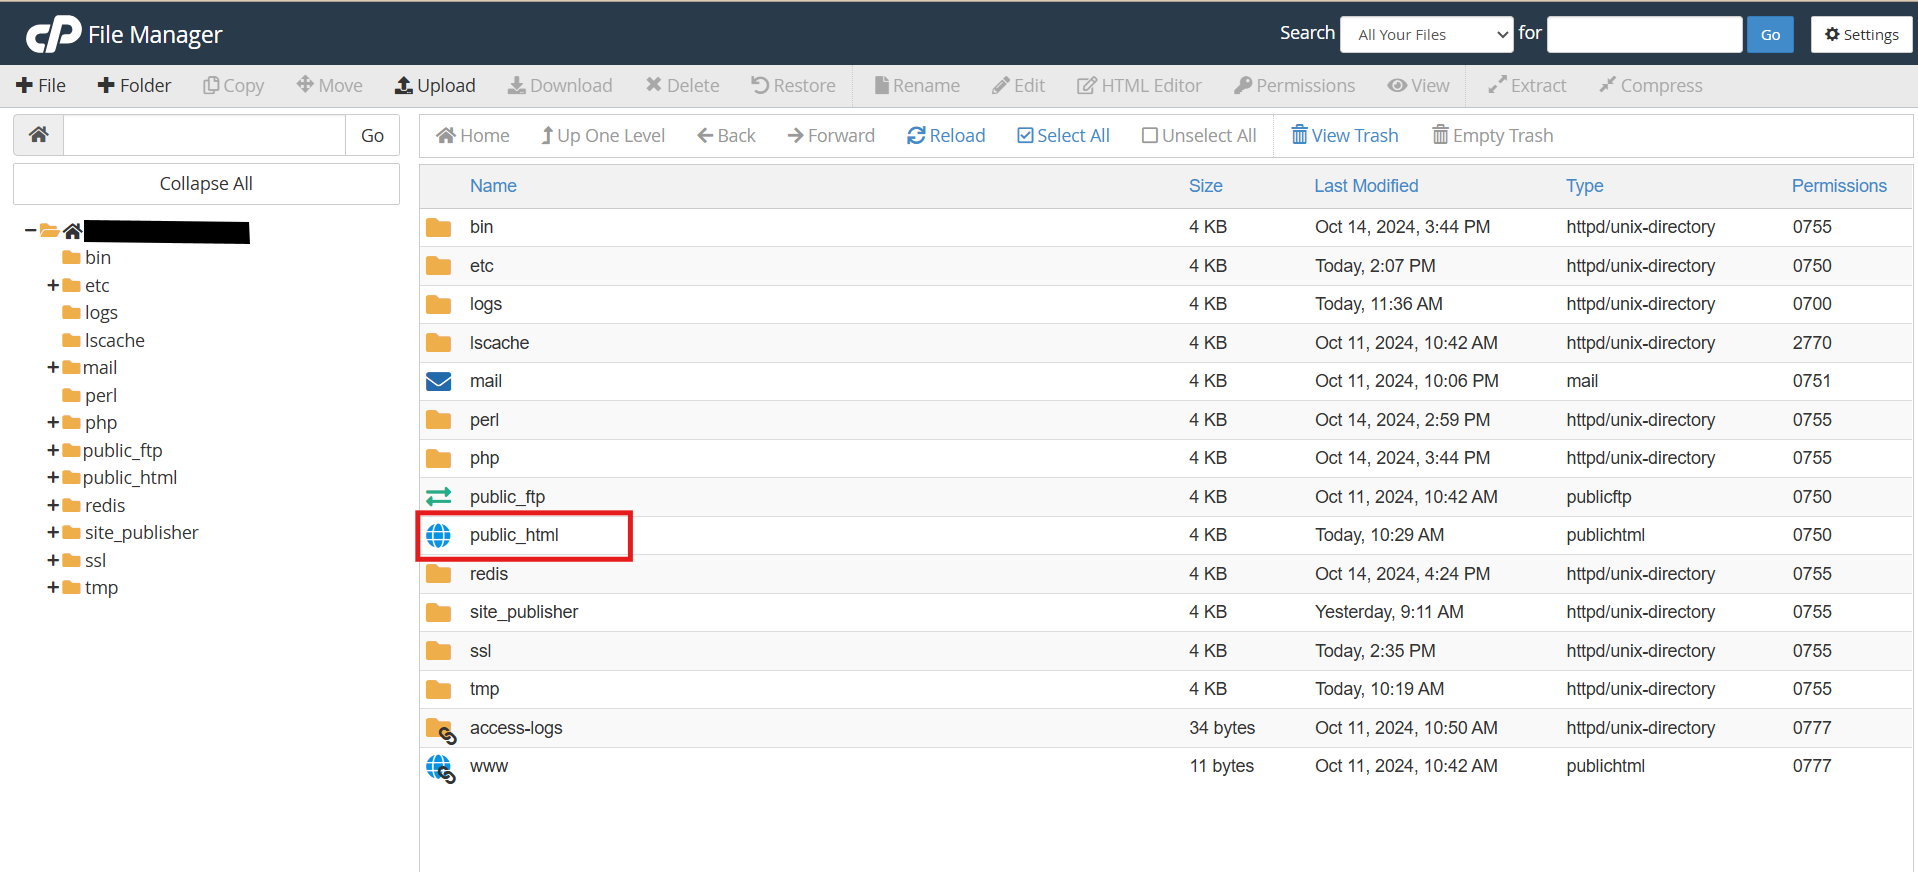 cP File Manager Search All Your Files for Go Settings
File Folder Copy Move Upload Download Delete Restore Rename Edit HTML Editor Permissions View Extract Compress
Go Home Up One Level Back Forward Reload Select All Unselect All View Trash Empty Trash
Collapse All
bin
etc
logs
lscache
mail
perl
php
public_ftp
public_html
redis
site_publisher
ssl
tmp
Name Size Last Modified Type Permissions
bin 4 KB Oct 14, 2024, 3:44 PM httpd/unix-directory 0755
etc 4 KB Today, 2:07 PM httpd/unix-directory 0750
logs 4 KB Today, 11:36 AM httpd/unix-directory 0700
lscache 4 KB Oct 11, 2024, 10:42 AM httpd/unix-directory 2770
mail 4 KB Oct 11, 2024, 10:06 PM mail 0751
perl 4 KB Oct 14, 2024, 2:59 PM httpd/unix-directory 0755
php 4 KB Oct 14, 2024, 3:44 PM httpd/unix-directory 0755
public_ftp 4 KB Oct 11, 2024, 10:42 AM publicftp 0750
public_html 4 KB Today, 10:29 AM publichtml 0750
redis 4 KB Oct 14, 2024, 4:24 PM httpd/unix-directory 0755
site_publisher 4 KB Yesterday, 9:11 AM httpd/unix-directory 0755
ssl 4 KB Today, 2:35 PM httpd/unix-directory 0755
tmp 4 KB Today, 10:19 AM httpd/unix-directory 0755
access-logs 34 bytes Oct 11, 2024, 10:50 AM httpd/unix-directory 0777
www 11 bytes Oct 11, 2024, 10:42 AM publichtml 0777